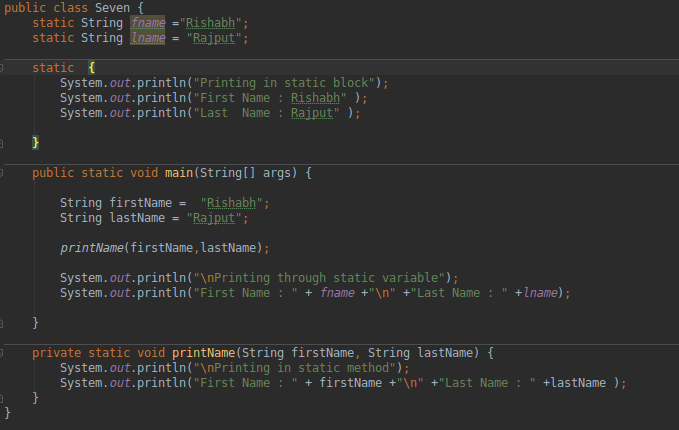 public class Seven {
    static String fname ="Rishabh";
    static String lname = "Rajput";

    static  {
        System.out.println("Printing in static block");
        System.out.println("First Name : Rishabh" );
        System.out.println("Last  Name : Rajput" );

    }

    public static void main(String[] args) {

        String firstName =  "Rishabh";
        String lastName = "Rajput";

        printName(firstName,lastName);

        System.out.println("\nPrinting through static variable");
        System.out.println("First Name : " + fname +"\n" +"Last Name : " +lname);

    }

    private static void printName(String firstName, String lastName) {
        System.out.println("\nPrinting in static method");
        System.out.println("First Name : " + firstName +"\n" +"Last Name : " +lastName );
    }
}